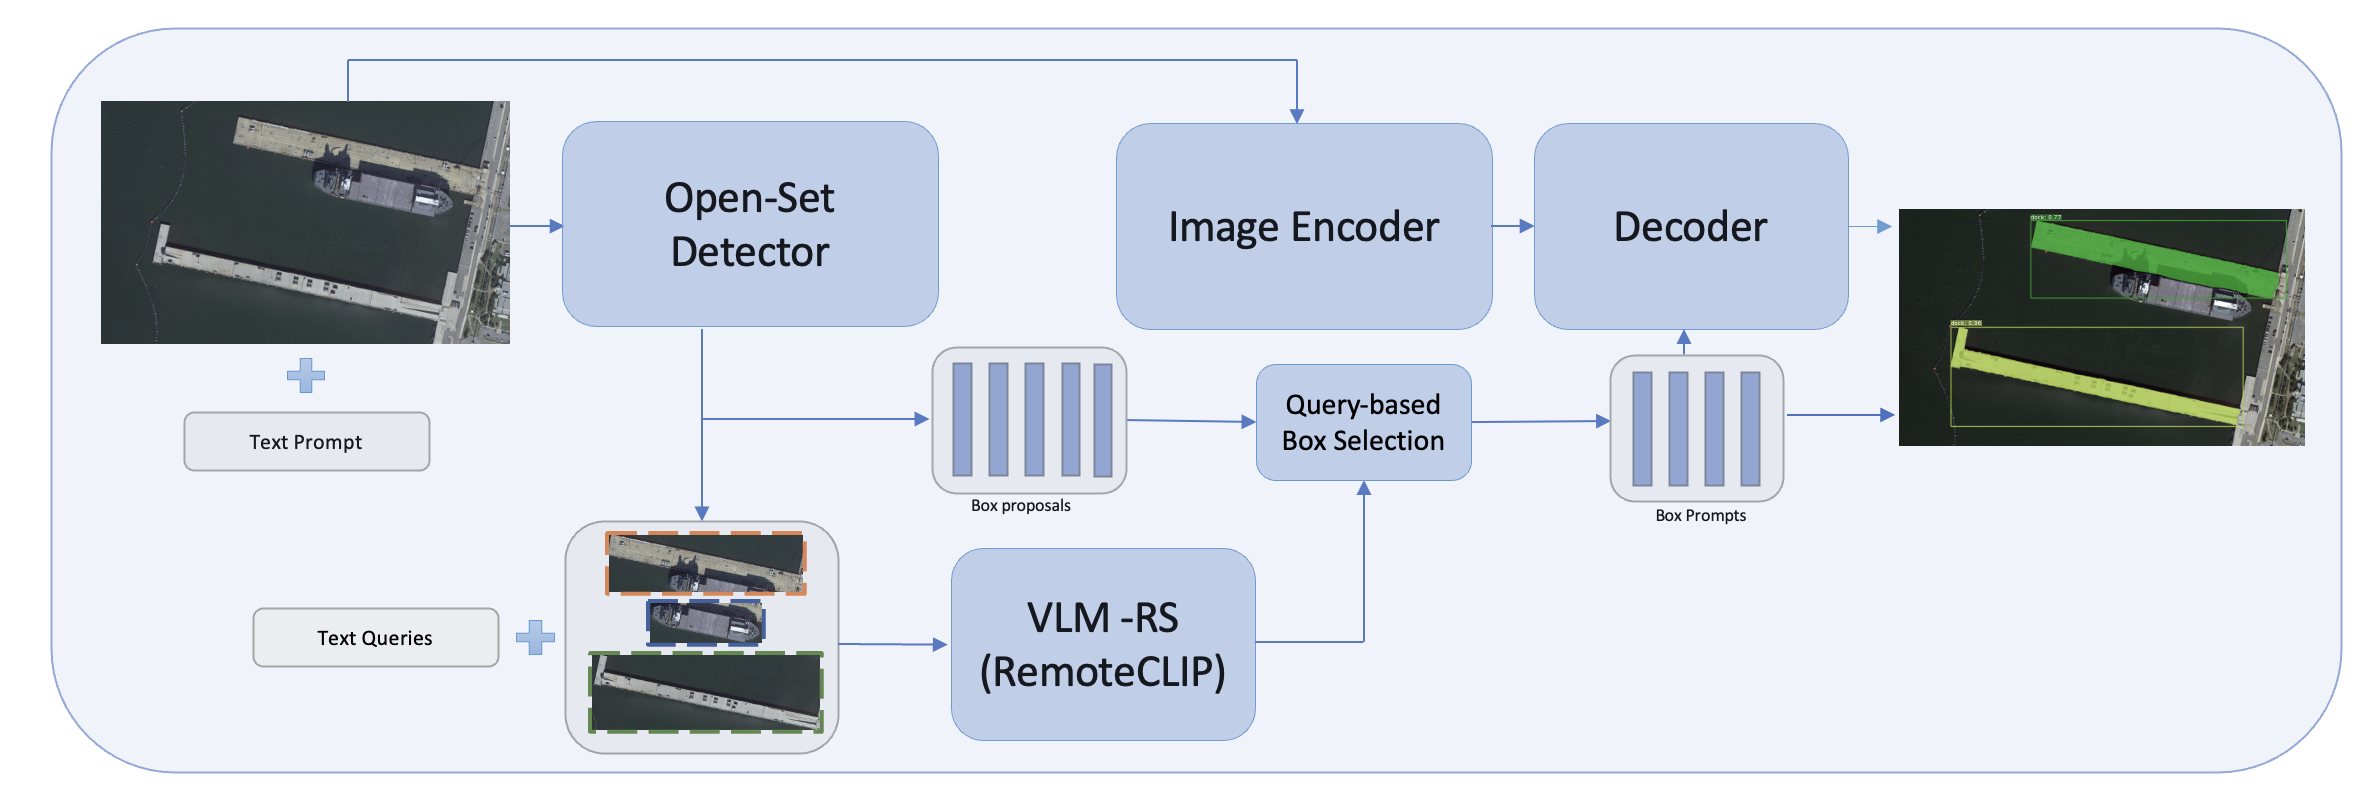 Open-Set
Detector
Image Encoder
Decoder
dock: 0.77
dock: 0.90
Text Prompt
Query-based
Box Selection
Box proposals
Box Prompts
Text Queries
VLM -RS
(RemoteCLIP)